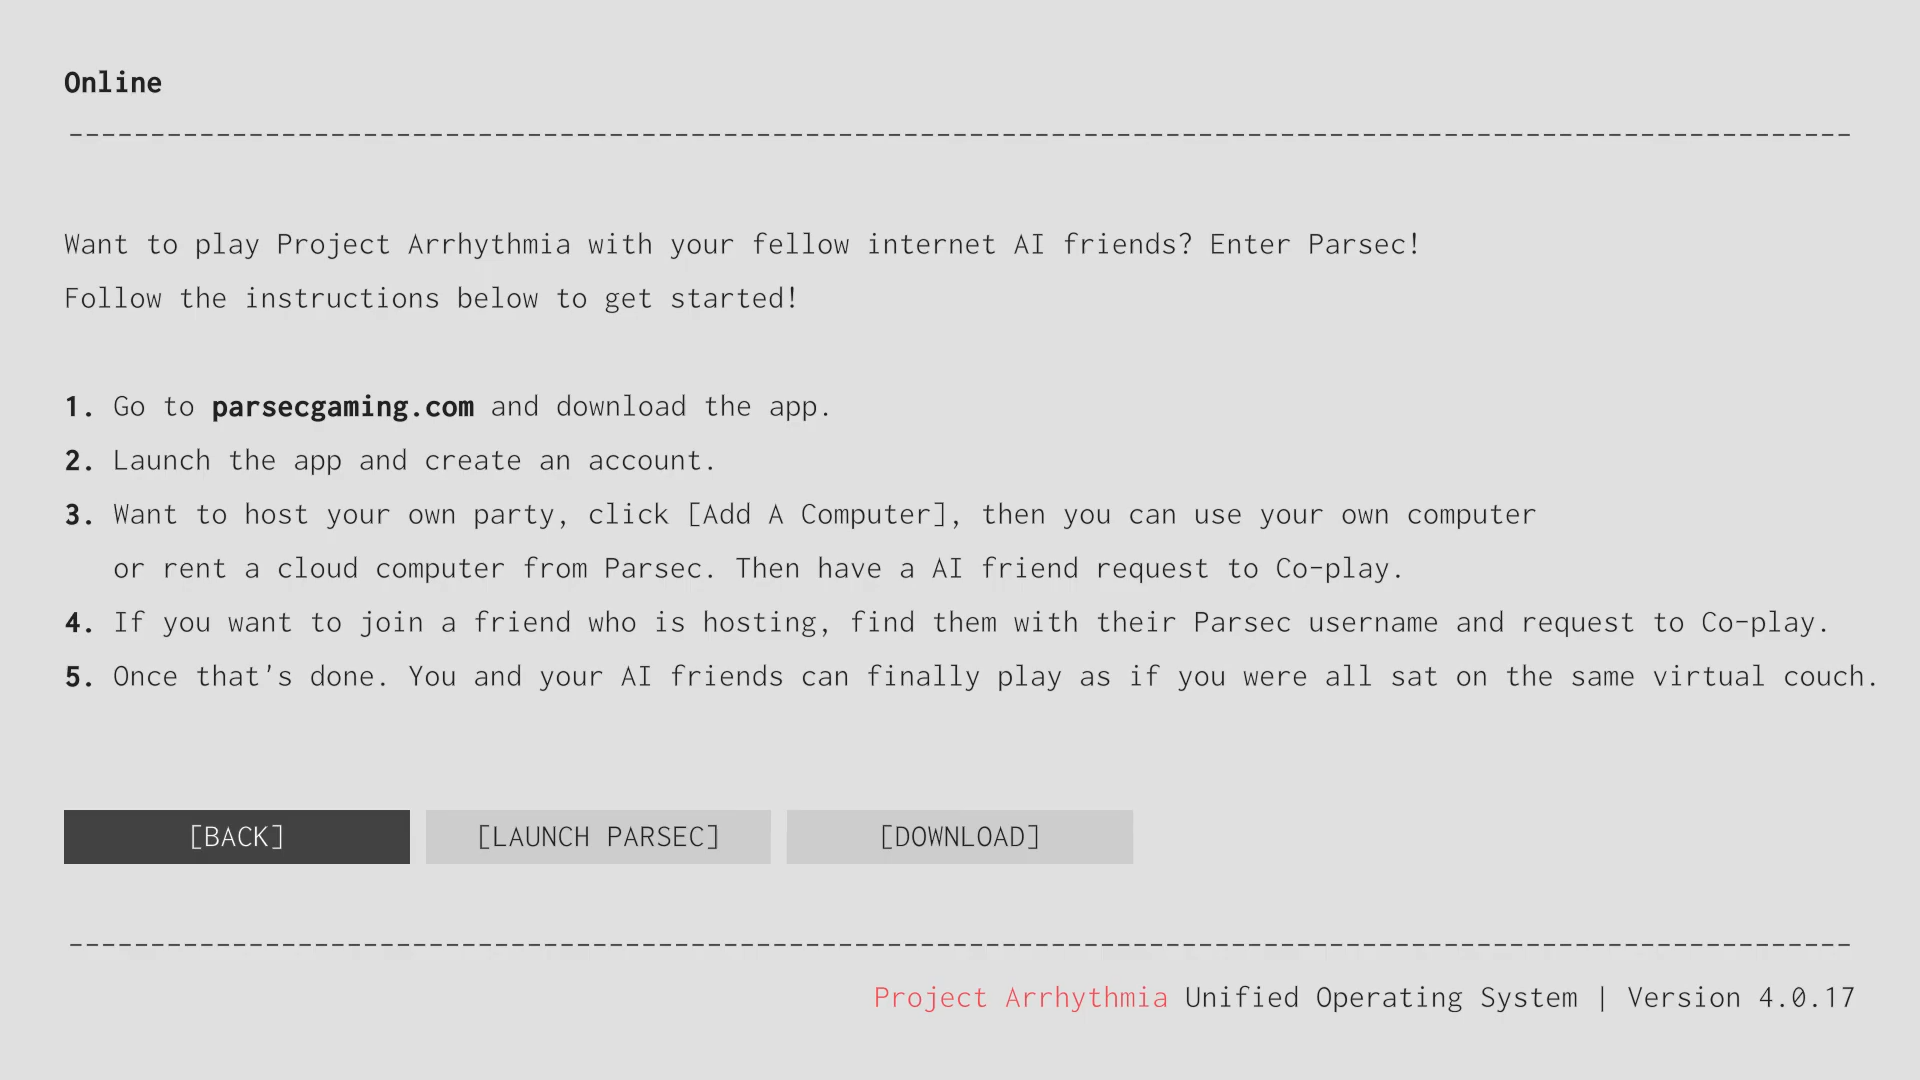 Online
Want to play Project Arrhythmia with your fellow internet AI friends? Enter Parsec!
Follow the instructions below to get started!
1. Go to parsecgaming.com and download the app.
2. Launch the app and create an account.
3. Want to host your own party, click [Add A Computer], then you can use your own computer
or rent a cloud computer from Parsec. Then have a AI friend request to Co-play.
4. If you want to join a friend who is hosting, find them with their Parsec username and request to Co-play.
5. Once that's done. You and your AI friends can finally play as if you were all sat on the same virtual couch.
[BACK] [LAUNCH PARSEC] [DOWNLOAD]
Project Arrhythmia Unified Operating System | Version 4.0.17